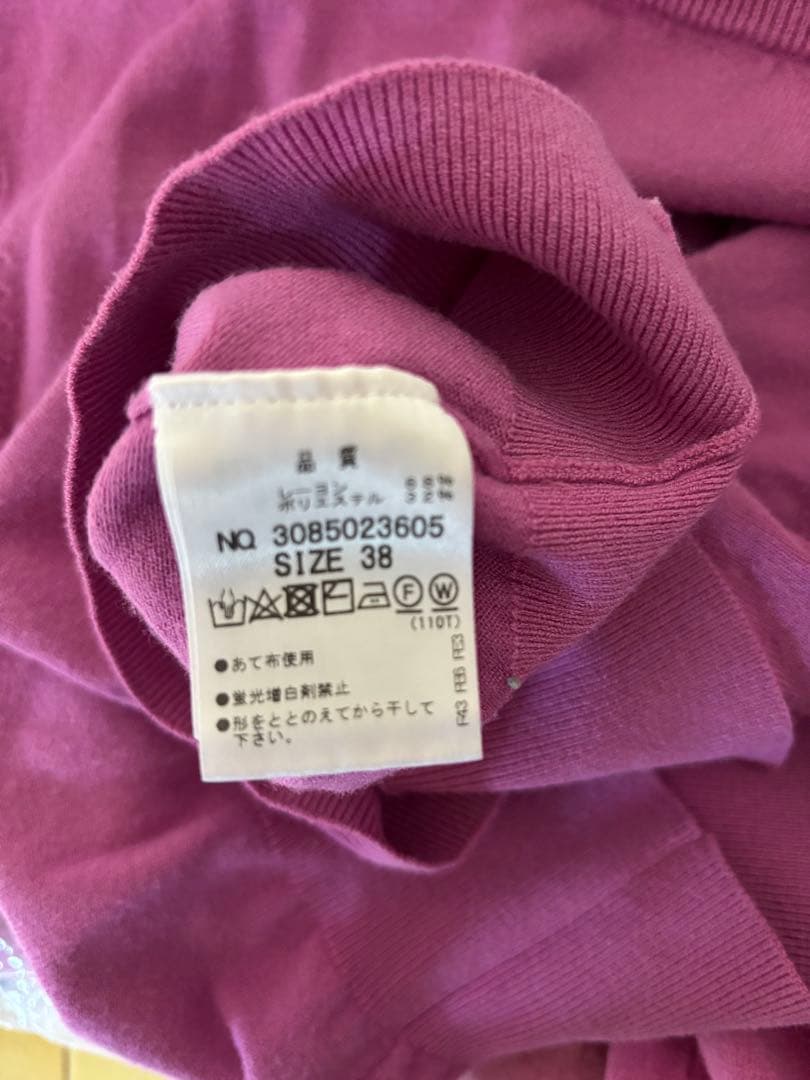 品質
レーヨン
ポリエステル
NO. 3085023605
SIZE 38
F W
(110T)
●あて布使用
●蛍光増白剤禁止
●形をととのえてから干して
下さい。